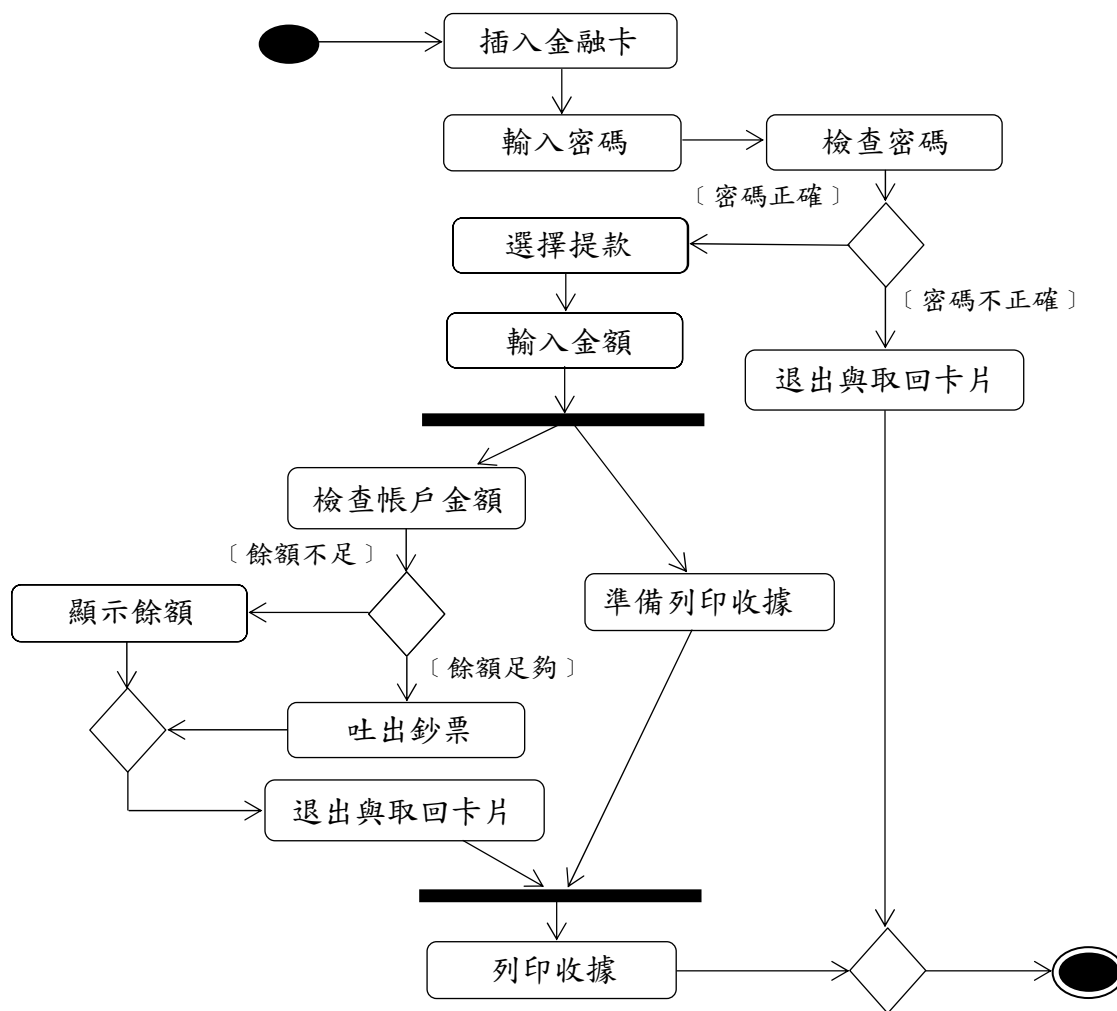 插入金融卡
輸入密碼
檢查密碼
〔密碼正確〕
選擇提款
〔密碼不正確〕
輸入金額
退出與取回卡片
檢查帳戶金額
〔餘額不足〕
顯示餘額
準備列印收據
〔餘額足夠〕
吐出鈔票
退出與取回卡片
列印收據